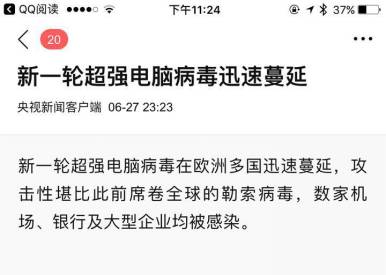 QQ阅读 下午11:24 37%
20
新一轮超强电脑病毒迅速蔓延
央视新闻客户端 06-27 23:23
新一轮超强电脑病毒在欧洲多国迅速蔓延，攻
击性堪比此前席卷全球的勒索病毒，数家机
场、银行及大型企业均被感染。